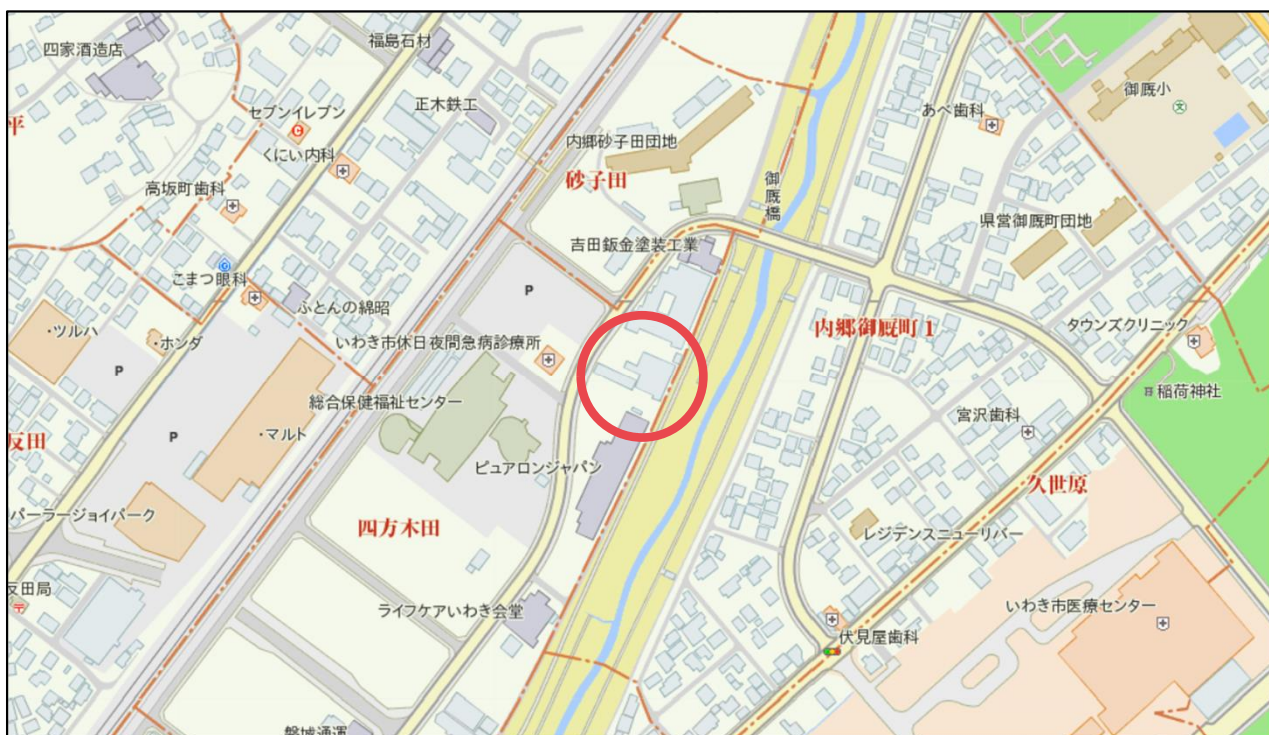 四家酒造店
福島石材
セブンイレブン
正木鉄工
くにい内科
平
高坂町歯科
内郷砂子田団地
砂子田
御厩橋
あべ歯科
御厩小
文
県営御厩町団地
吉田鈑金塗装工業
こまつ眼科
ふとんの綿昭
P
・ツルハ
・ホンダ
いわき市休日夜間急病診療所
内郷御厩町1
タウンズクリニック
P
総合保健福祉センター
稲荷神社
宮沢歯科
反田
P
・マルト
ピュアロンジャパン
久世原
パーラージョイパーク
四方木田
レジデンスニューリバー
反田局
ライフケアいわき会堂
いわき市医療センター
伏見屋歯科
磐城通運